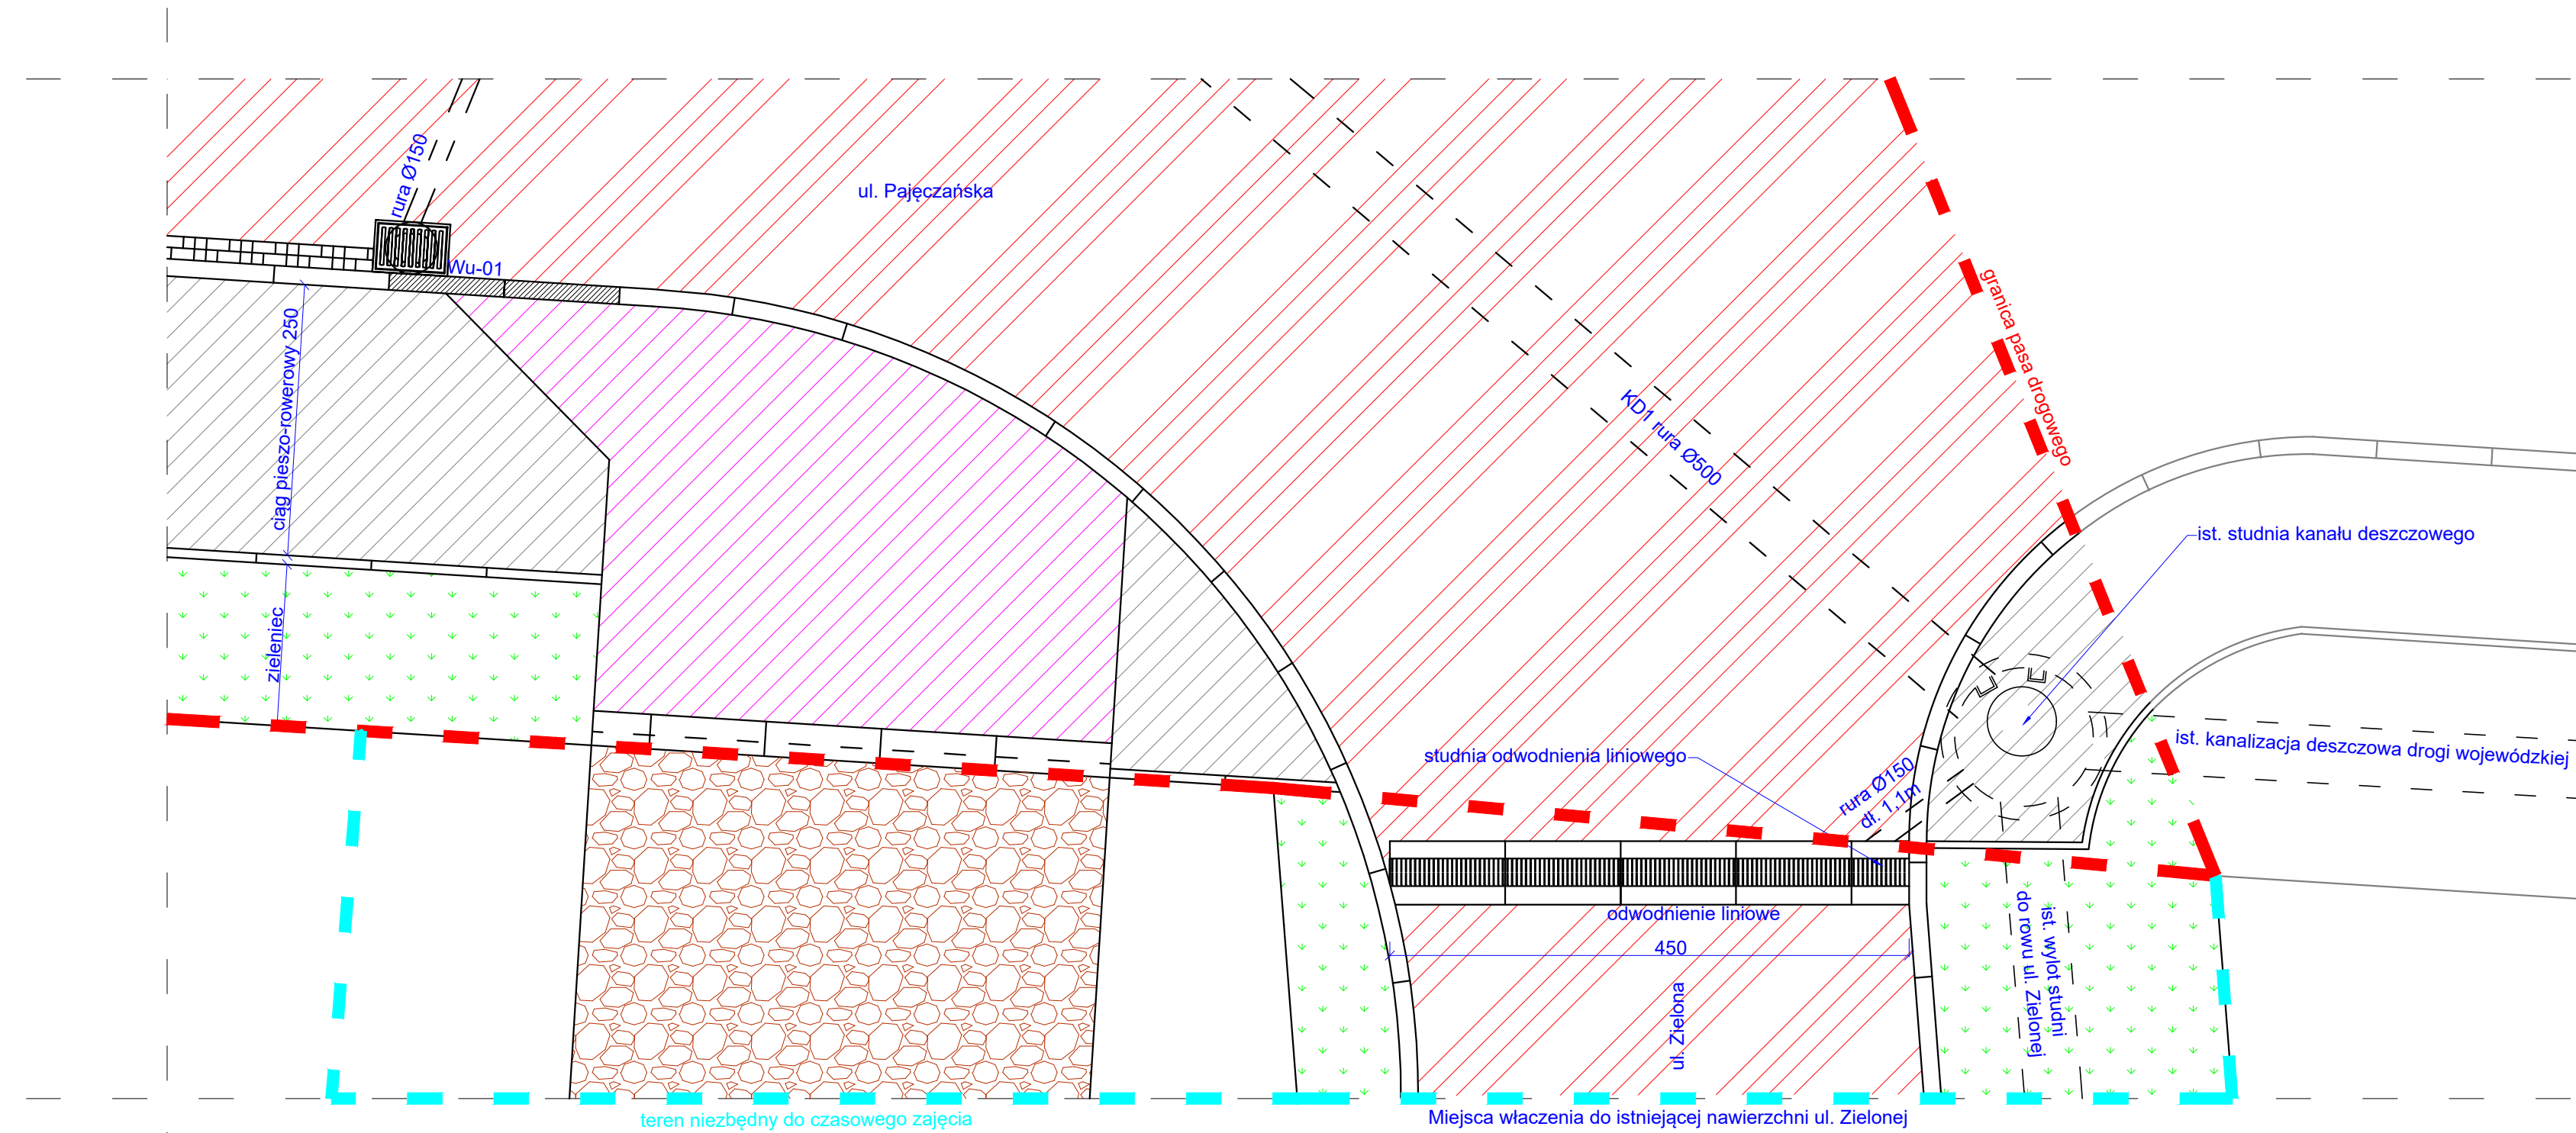 rura Ø150
ul. Pajęczańska
Wu-01
granica pasa drogowego
ciąg pieszo-rowerowy 250
KD1 rura Ø500
ist. studnia kanału deszczowego
zieleniec
ist. kanalizacja deszczowa drogi wojewódzkiej
studnia odwodnienia liniowego
rura Ø150
dł. 1,1m
odwodnienie liniowe
450
ist. wylot studni
do rowu ul. Zielonej
ul. Zielona
teren niezbędny do czasowego zajęcia
Miejsca właczenia do istniejącej nawierzchni ul. Zielonej